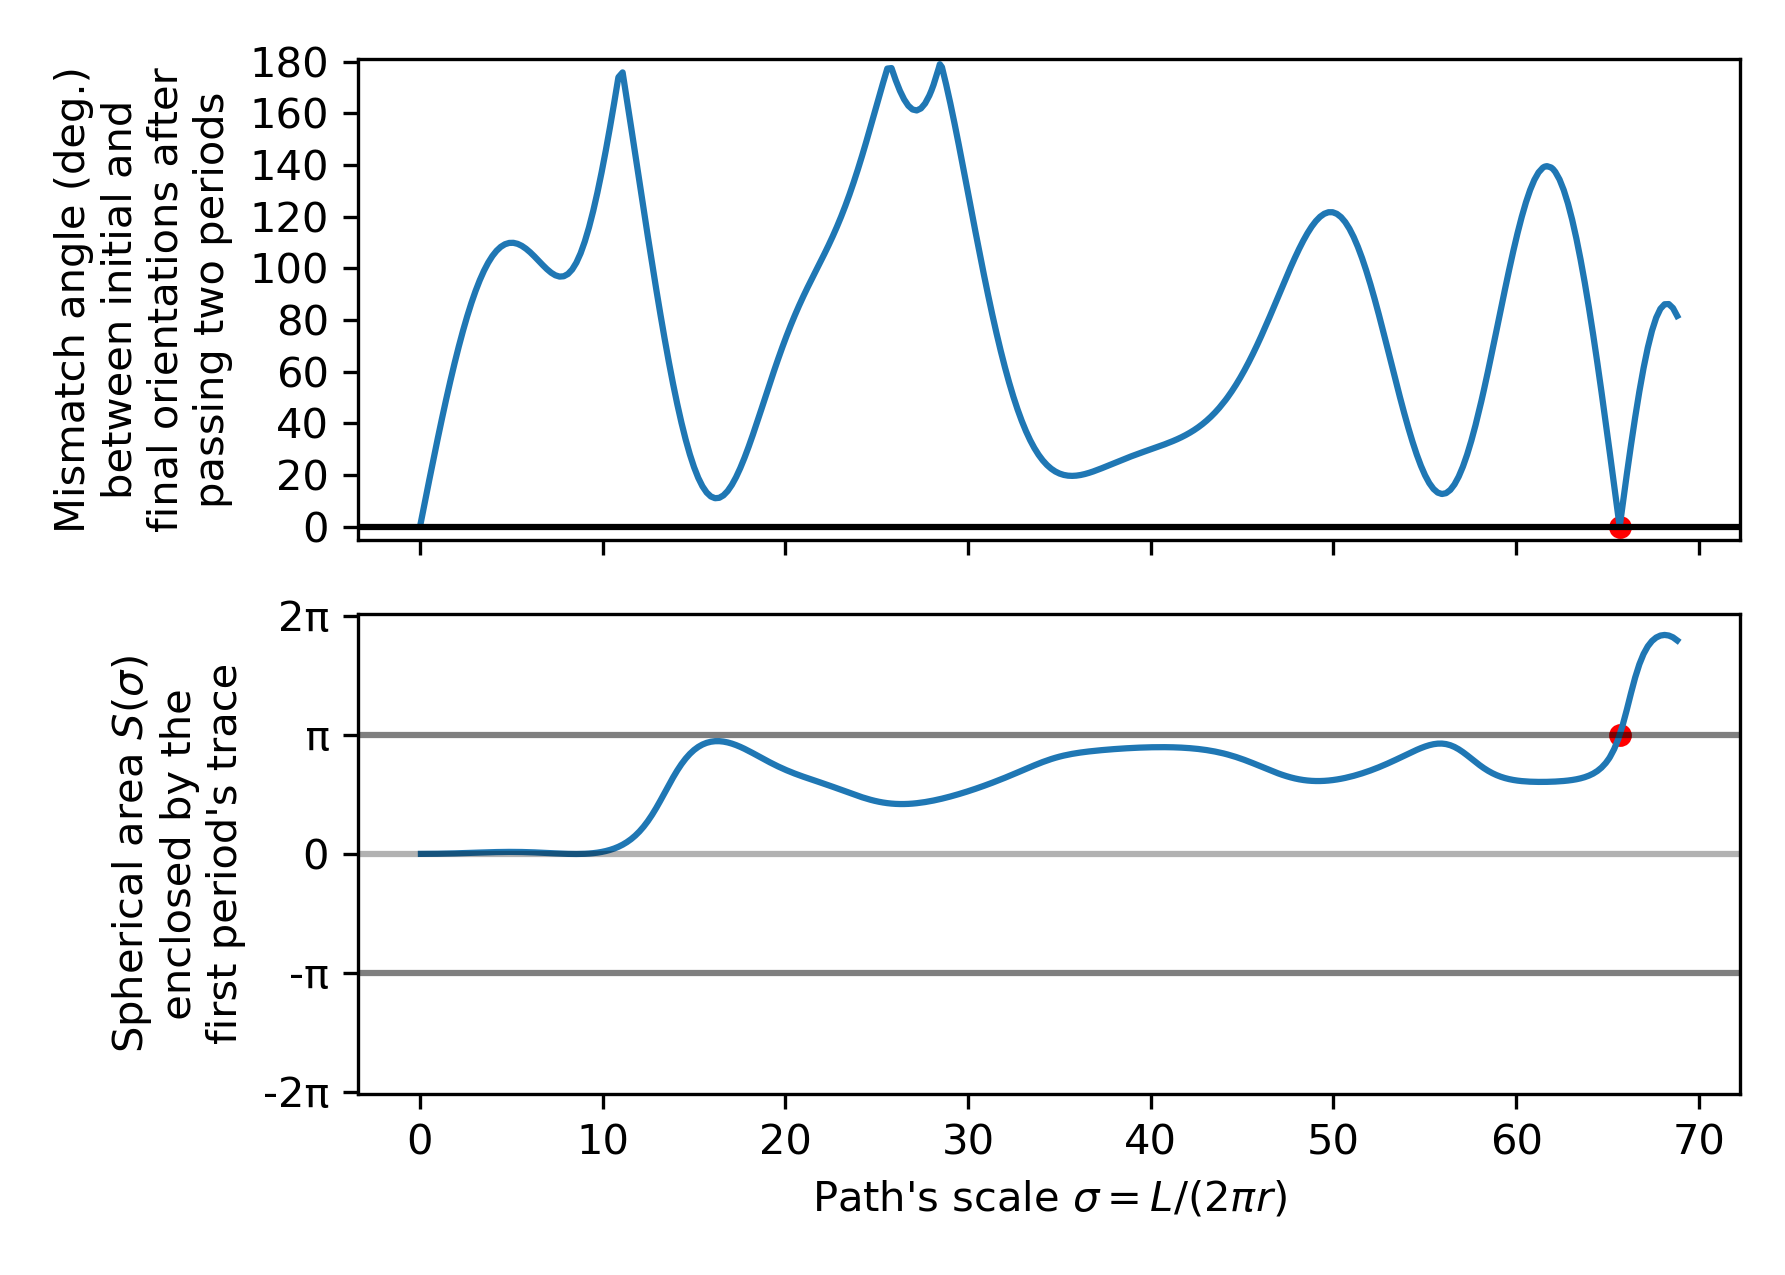 Mismatch angle (deg.)
between initial and
final orientations after
passing two periods
180
160
140
120
100
80
60
40
20
0
Spherical area S(σ)
enclosed by the
first period's trace
2π
π
0
-π
-2π
0 10 20 30 40 50 60 70
Path's scale σ = L/(2πr)